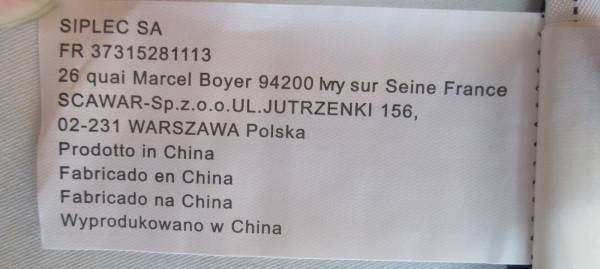 SIPLEC SA
FR 37315281113
26 quai Marcel Boyer 94200 Ivry sur Seine France
SCAWAR-Sp.z.o.o.UL.JUTRZENKI 156,
02-231 WARSZAWA Polska
Prodotto in China
Fabricado en China
Fabricado na China
Wyprodukowano w China